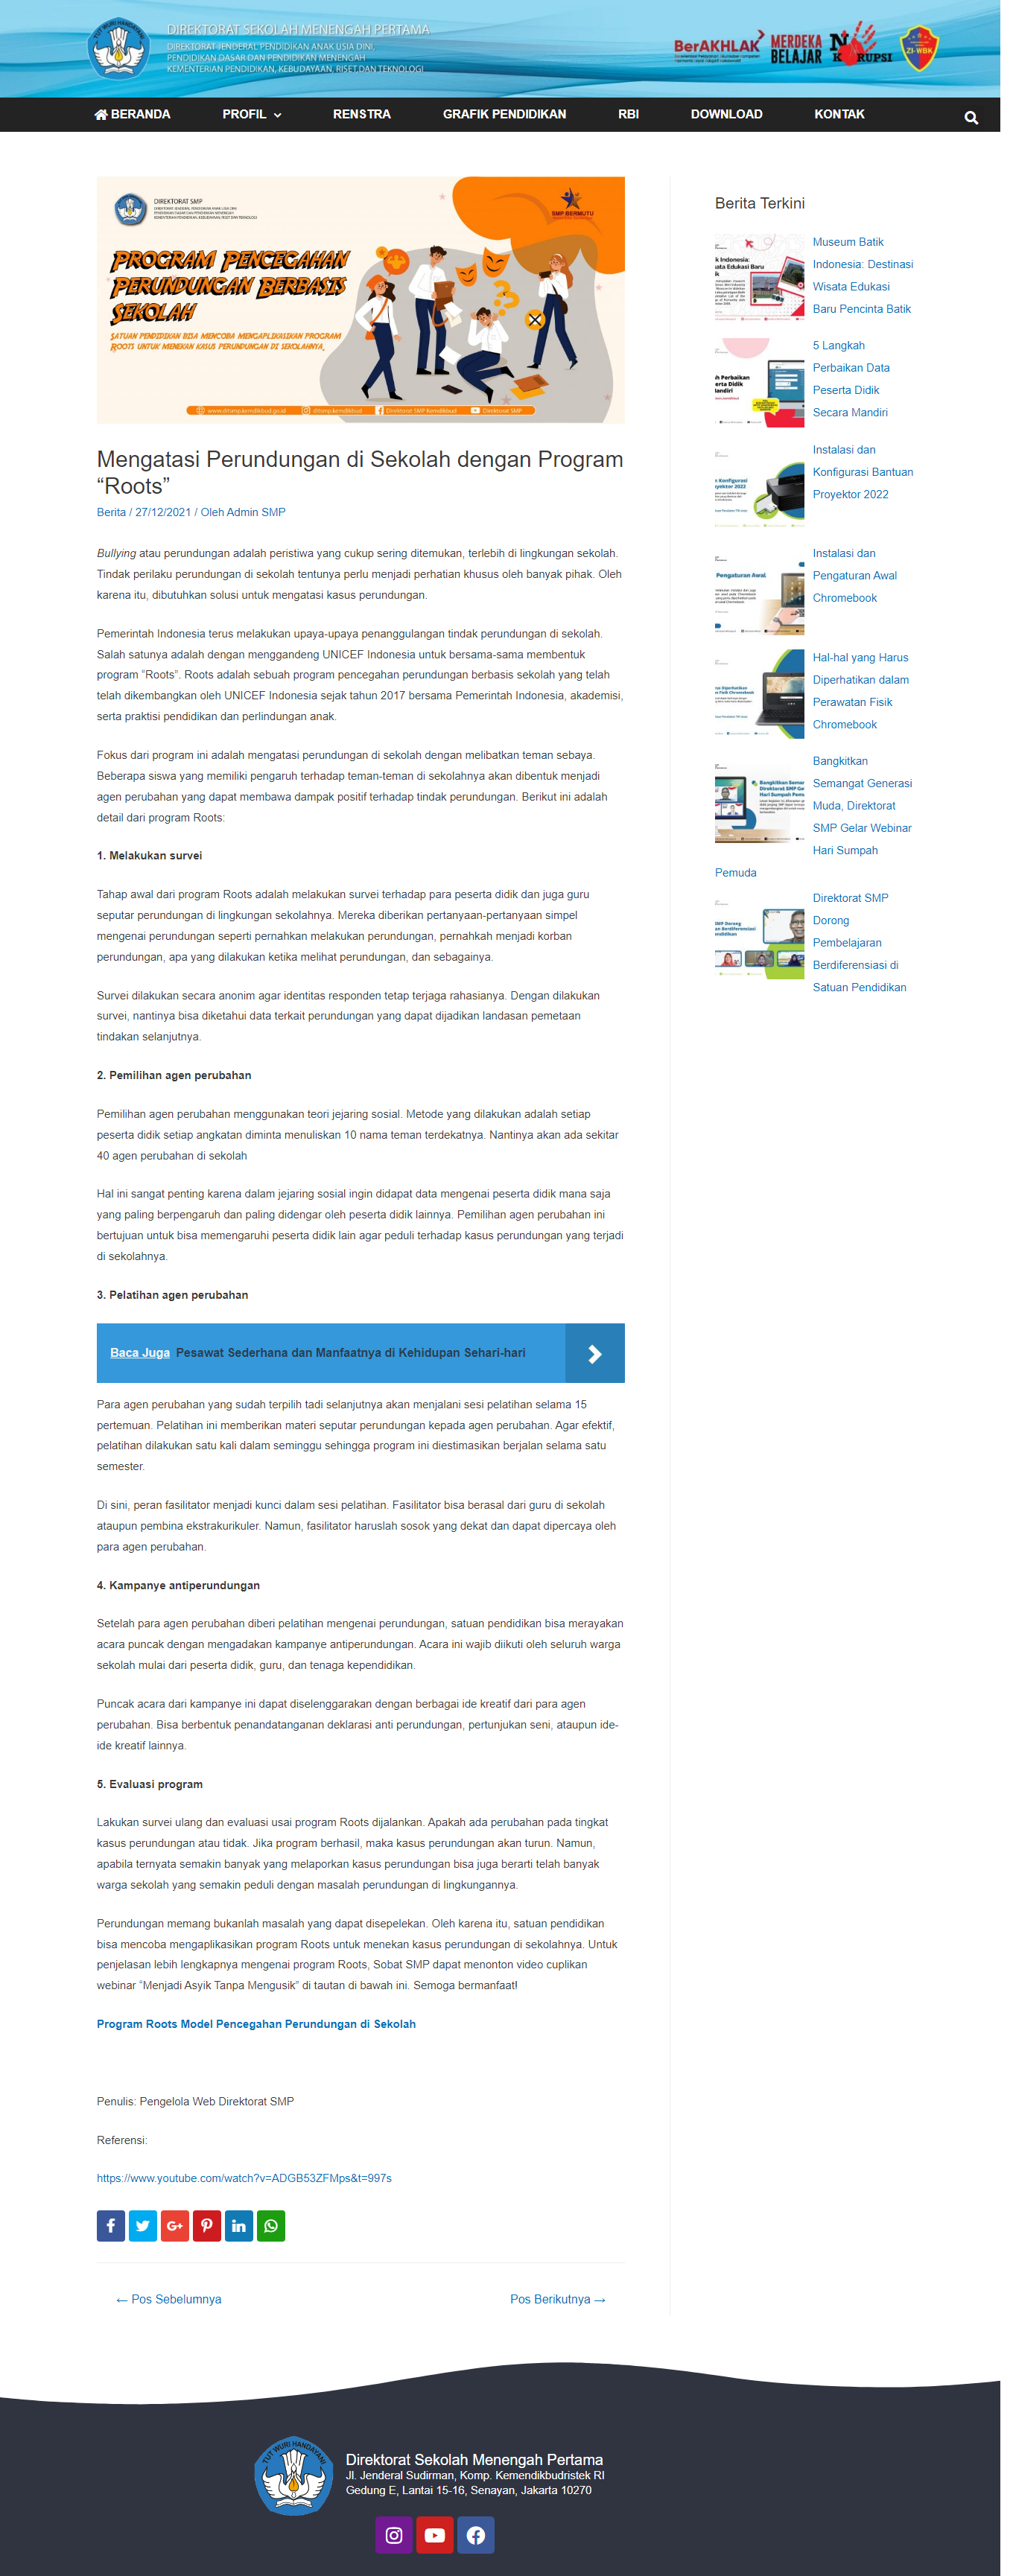 DIREKTORAT SEKOLAH MENENGAH PERTAMA
DIREKTORAT JENDERAL PENDIDIKAN ANAK USIA DINI,
PENDIDIKAN DASAR DAN PENDIDIKAN MENENGAH
KEMENTERIAN PENDIDIKAN, KEBUDAYAAN, RISET DAN TEKNOLOGI
BerAKHLAK
MERDEKA
BELAJAR
ZI-WBK
BERANDA
PROFIL
RENSTRA
GRAFIK PENDIDIKAN
RBI
DOWNLOAD
KONTAK
DIREKTORAT SMP
SMP BERMUTU
PROGRAM PENCEGAHAN
PERUNDUNGAN BERBASIS
SEKOLAH
SATUAN PENDIDIKAN BISA MENCOBA MENGAPLIKASIKAN PROGRAM
ROOTS UNTUK MENEKAN KASUS PERUNDUNGAN DI SEKOLAHNYA.
Direktorat SMP
Mengatasi Perundungan di Sekolah dengan Program
“Roots”
Berita / 27/12/2021 / Oleh Admin SMP
Bullying atau perundungan adalah peristiwa yang cukup sering ditemukan, terlebih di lingkungan sekolah.
Tindak perilaku perundungan di sekolah tentunya perlu menjadi perhatian khusus oleh banyak pihak. Oleh
karena itu, dibutuhkan solusi untuk mengatasi kasus perundungan.
Pemerintah Indonesia terus melakukan upaya-upaya penanggulangan tindak perundungan di sekolah.
Salah satunya adalah dengan menggandeng UNICEF Indonesia untuk bersama-sama membentuk
program “Roots”. Roots adalah sebuah program pencegahan perundungan berbasis sekolah yang telah
telah dikembangkan oleh UNICEF Indonesia sejak tahun 2017 bersama Pemerintah Indonesia, akademisi,
serta praktisi pendidikan dan perlindungan anak.
Fokus dari program ini adalah mengatasi perundungan di sekolah dengan melibatkan teman sebaya.
Beberapa siswa yang memiliki pengaruh terhadap teman-teman di sekolahnya akan dibentuk menjadi
agen perubahan yang dapat membawa dampak positif terhadap tindak perundungan. Berikut ini adalah
detail dari program Roots:
1. Melakukan survei
Tahap awal dari program Roots adalah melakukan survei terhadap para peserta didik dan juga guru
seputar perundungan di lingkungan sekolahnya. Mereka diberikan pertanyaan-pertanyaan simpel
mengenai perundungan seperti pernahkan melakukan perundungan, pernahkah menjadi korban
perundungan, apa yang dilakukan ketika melihat perundungan, dan sebagainya.
Survei dilakukan secara anonim agar identitas responden tetap terjaga rahasianya. Dengan dilakukan
survei, nantinya bisa diketahui data terkait perundungan yang dapat dijadikan landasan pemetaan
tindakan selanjutnya.
2. Pemilihan agen perubahan
Pemilihan agen perubahan menggunakan teori jejaring sosial. Metode yang dilakukan adalah setiap
peserta didik setiap angkatan diminta menuliskan 10 nama teman terdekatnya. Nantinya akan ada sekitar
40 agen perubahan di sekolah
Hal ini sangat penting karena dalam jejaring sosial ingin didapat data mengenai peserta didik mana saja
yang paling berpengaruh dan paling didengar oleh peserta didik lainnya. Pemilihan agen perubahan ini
bertujuan untuk bisa memengaruhi peserta didik lain agar peduli terhadap kasus perundungan yang terjadi
di sekolahnya.
3. Pelatihan agen perubahan
Baca Juga Pesawat Sederhana dan Manfaatnya di Kehidupan Sehari-hari
Para agen perubahan yang sudah terpilih tadi selanjutnya akan menjalani sesi pelatihan selama 15
pertemuan. Pelatihan ini memberikan materi seputar perundungan kepada agen perubahan. Agar efektif,
pelatihan dilakukan satu kali dalam seminggu sehingga program ini diestimasikan berjalan selama satu
semester.
Di sini, peran fasilitator menjadi kunci dalam sesi pelatihan. Fasilitator bisa berasal dari guru di sekolah
ataupun pembina ekstrakurikuler. Namun, fasilitator haruslah sosok yang dekat dan dapat dipercaya oleh
para agen perubahan.
4. Kampanye antiperundungan
Setelah para agen perubahan diberi pelatihan mengenai perundungan, satuan pendidikan bisa merayakan
acara puncak dengan mengadakan kampanye antiperundungan. Acara ini wajib diikuti oleh seluruh warga
sekolah mulai dari peserta didik, guru, dan tenaga kependidikan.
Puncak acara dari kampanye ini dapat diselenggarakan dengan berbagai ide kreatif dari para agen
perubahan. Bisa berbentuk penandatanganan deklarasi anti perundungan, pertunjukan seni, ataupun ide-
ide kreatif lainnya.
5. Evaluasi program
Lakukan survei ulang dan evaluasi usai program Roots dijalankan. Apakah ada perubahan pada tingkat
kasus perundungan atau tidak. Jika program berhasil, maka kasus perundungan akan turun. Namun,
apabila ternyata semakin banyak yang melaporkan kasus perundungan bisa juga berarti telah banyak
warga sekolah yang semakin peduli dengan masalah perundungan di lingkungannya.
Perundungan memang bukanlah masalah yang dapat disepelekan. Oleh karena itu, satuan pendidikan
bisa mencoba mengaplikasikan program Roots untuk menekan kasus perundungan di sekolahnya. Untuk
penjelasan lebih lengkapnya mengenai program Roots, Sobat SMP dapat menonton video cuplikan
webinar “Menjadi Asyik Tanpa Mengusik” di tautan di bawah ini. Semoga bermanfaat!
Program Roots Model Pencegahan Perundungan di Sekolah
Penulis: Pengelola Web Direktorat SMP
Referensi:
https://www.youtube.com/watch?v=ADGB53ZFMps&t=997s
← Pos Sebelumnya
Pos Berikutnya →
Berita Terkini
Museum Batik
Indonesia: Destinasi
Wisata Edukasi
Baru Pencinta Batik
5 Langkah
Perbaikan Data
Peserta Didik
Secara Mandiri
Instalasi dan
Konfigurasi Bantuan
Proyektor 2022
Instalasi dan
Pengaturan Awal
Chromebook
Hal-hal yang Harus
Diperhatikan dalam
Perawatan Fisik
Chromebook
Bangkitkan
Semangat Generasi
Muda, Direktorat
SMP Gelar Webinar
Hari Sumpah
Pemuda
Direktorat SMP
Dorong
Pembelajaran
Berdiferensiasi di
Satuan Pendidikan
TUT WURI HANDAYANI
Direktorat Sekolah Menengah Pertama
Jl. Jenderal Sudirman, Komp. Kemendikbudristek RI
Gedung E, Lantai 15-16, Senayan, Jakarta 10270